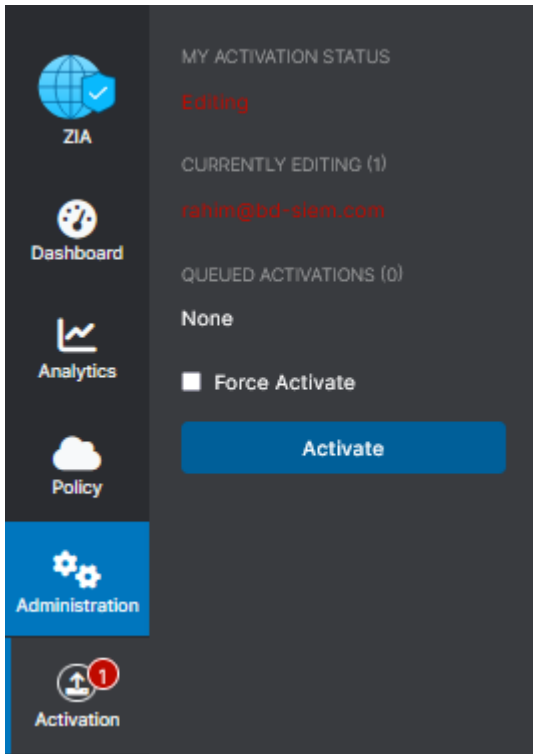 ZIA
Dashboard
Analytics
Policy
Administration
1
Activation
MY ACTIVATION STATUS
Editing
CURRENTLY EDITING (1)
rahim@bd-siem.com
QUEUED ACTIVATIONS (0)
None
Force Activate
Activate